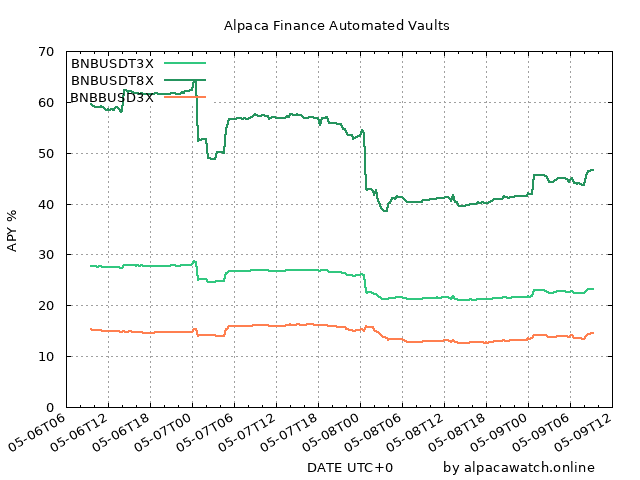 Alpaca Finance Automated Vaults
70
60
50
40
30
20
10
0
APY %
BNBUSDT3X
BNBUSDT8X
BNBBUSD3X
05-06T06
05-06T12
05-06T18
05-07T00
05-07T06
05-07T12
05-07T18
05-08T00
05-08T06
05-08T12
05-08T18
05-09T00
05-09T06
05-09T12
DATE UTC+0
by alpacawatch.online